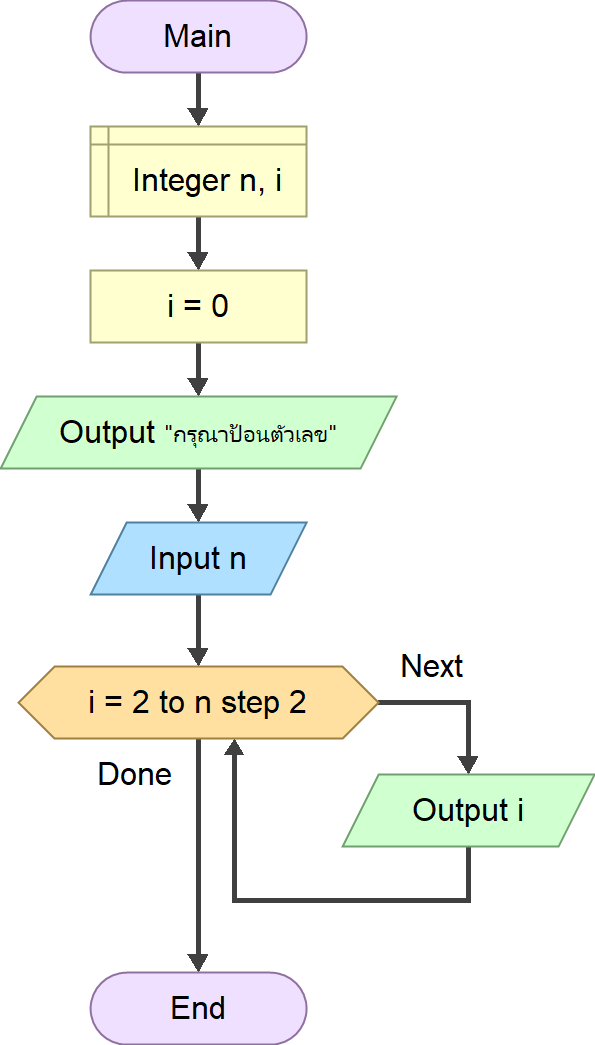 Main
Integer n, i
i = 0
Output "กรุณาป้อนตัวเลข"
Input n
i = 2 to n step 2
Next
Done
Output i
End